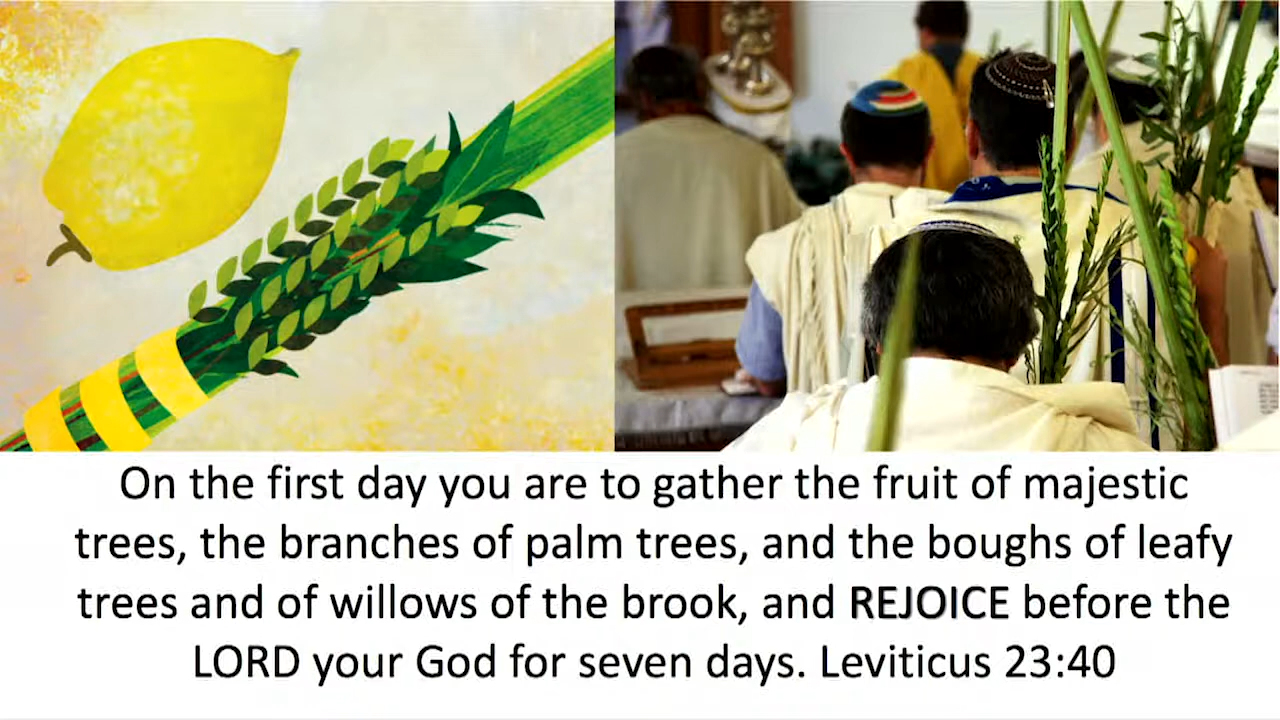 On the first day you are to gather the fruit of majestic
trees, the branches of palm trees, and the boughs of leafy
trees and of willows of the brook, and REJOICE before the
LORD your God for seven days. Leviticus 23:40